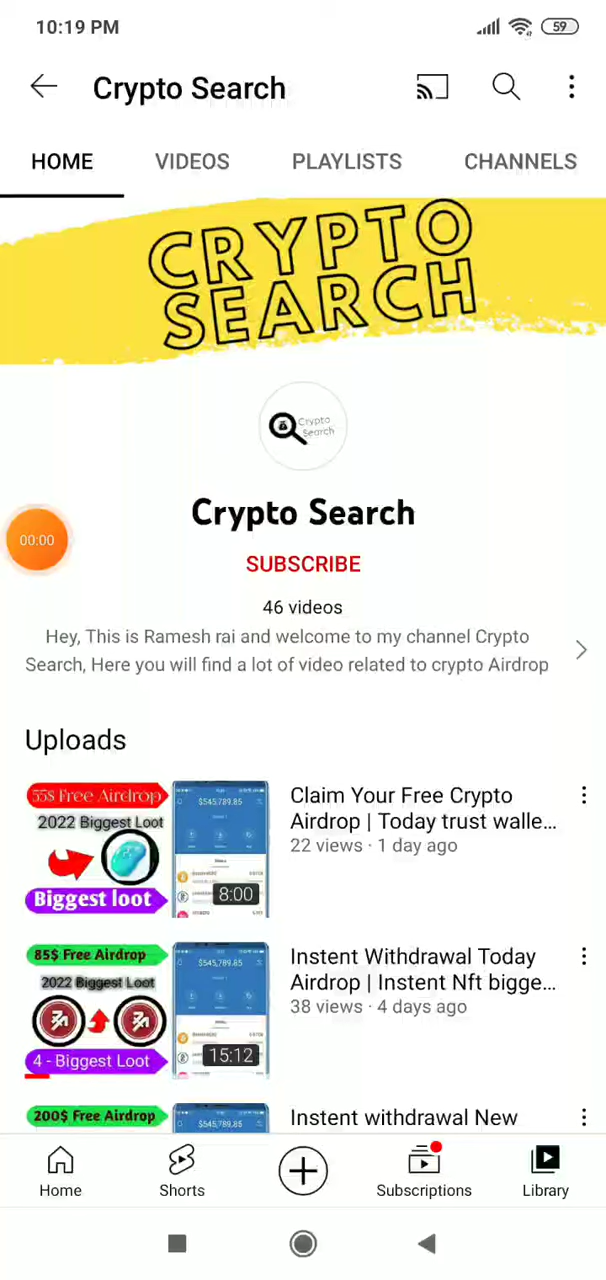 10:19 PM
59
Crypto Search
HOME
VIDEOS
PLAYLISTS
CHANNELS
CRYPTO
SEARCH
Crypto
Search
Crypto Search
00:00
SUBSCRIBE
46 videos
Hey, This is Ramesh rai and welcome to my channel Crypto
Search, Here you will find a lot of video related to crypto Airdrop
Uploads
55$ Free Airdrop
2022 Biggest Loot
Biggest loot
$545,789.85
8:00
Claim Your Free Crypto
Airdrop | Today trust walle...
22 views · 1 day ago
85$ Free Airdrop
2022 Biggest Loot
4 - Biggest Loot
$545,789.85
15:12
Instent Withdrawal Today
Airdrop | Instent Nft bigge...
38 views · 4 days ago
200$ Free Airdrop
$545,789.85
Instent withdrawal New
Home
Shorts
Subscriptions
Library